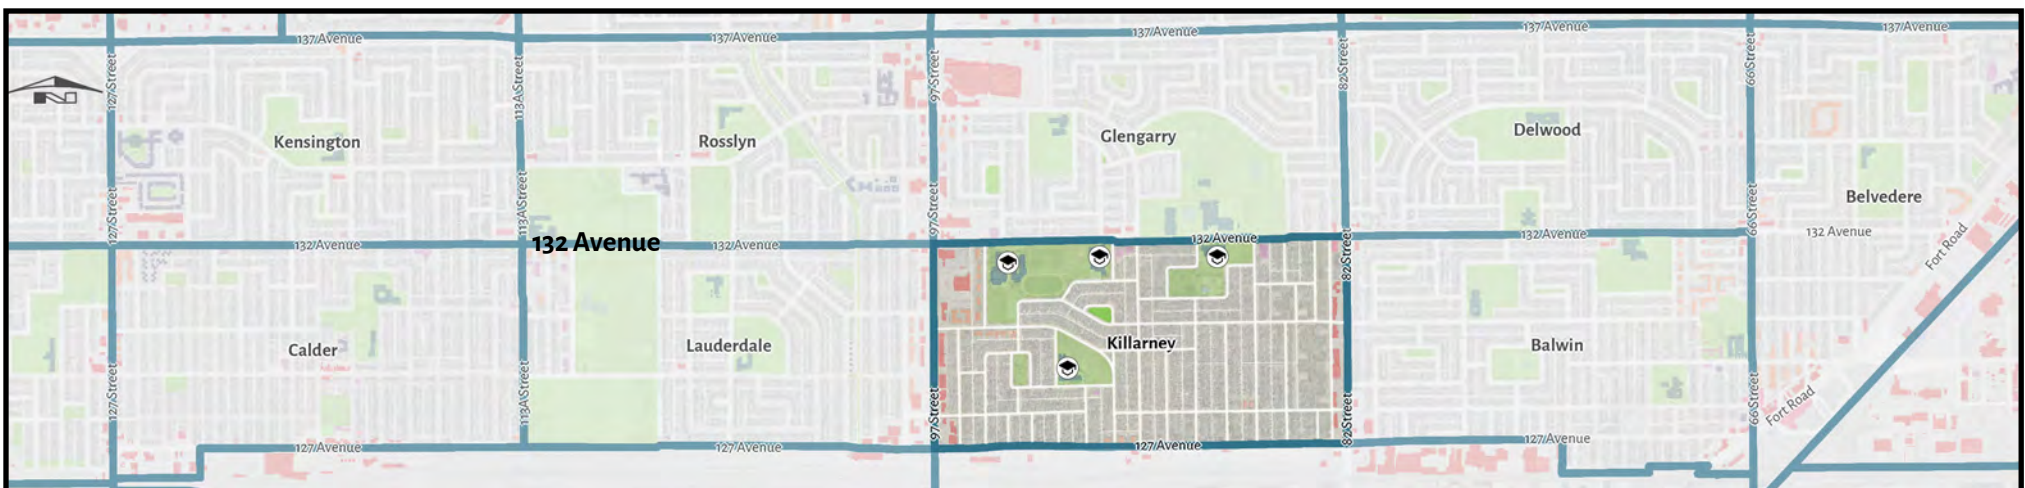 137 Avenue
137 Avenue
137 Avenue
137 Avenue
137 Avenue
127 Street
113A Street
97 Street
82 Street
66 Street
Kensington
Rosslyn
Glengarry
Delwood
Belvedere
127 Street
113A Street
97 Street
66 Street
132 Avenue
132 Avenue
132 Avenue
132 Avenue
132 Avenue
132 Avenue
82 Street
Fort Road
Calder
Lauderdale
Killarney
Balwin
127 Street
113A Street
97 Street
82 Street
66 Street
Fort Road
127 Avenue
127 Avenue
127 Avenue
127 Avenue